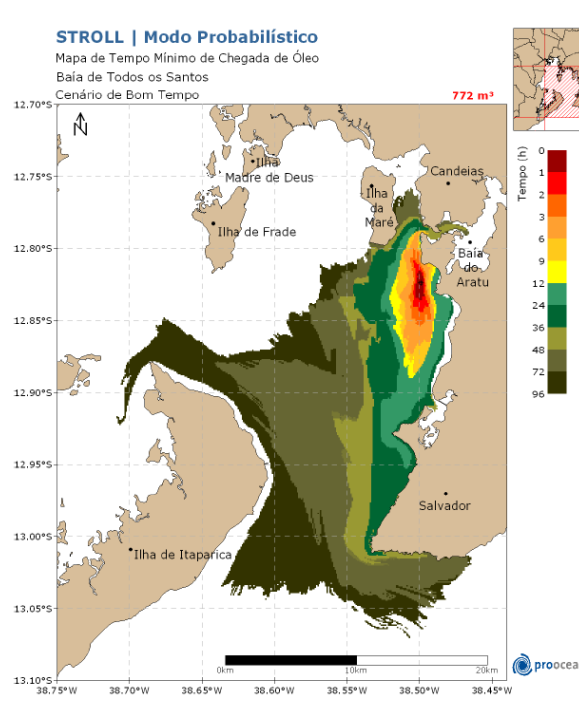 STROLL | Modo Probabilístico
Mapa de Tempo Mínimo de Chegada de Óleo
Baía de Todos os Santos
Cenário de Bom Tempo
772 m³
N
12.70°S
12.75°S
12.80°S
12.85°S
12.90°S
12.95°S
13.00°S
13.05°S
13.10°S
38.75°W
38.70°W
38.65°W
38.60°W
38.55°W
38.50°W
38.45°W
Ilha
Madre de Deus
Ilha
da
Maré
Candeias
Ilha de Frade
Baía
do
Aratu
Salvador
Ilha de Itaparica
0km
10km
20km
Tempo (h)
0
1
2
3
6
9
12
24
36
48
72
96
proocea